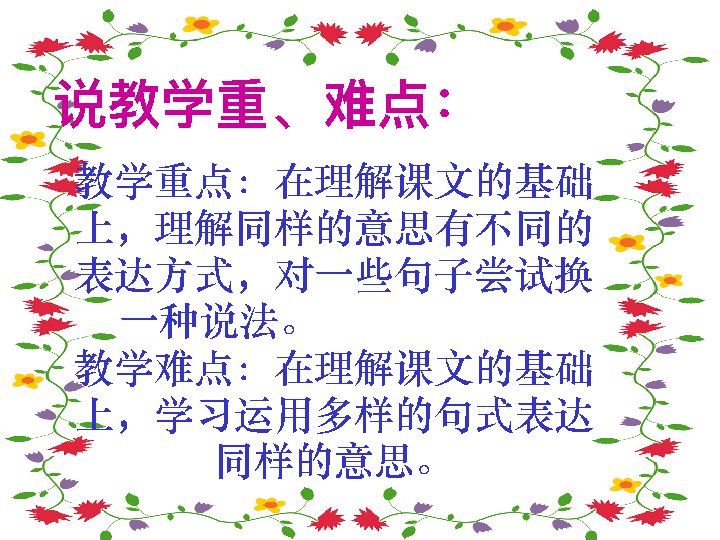 说教学重、难点：
教学重点：在理解课文的基础
上，理解同样的意思有不同的
表达方式，对一些句子尝试换
一种说法。
教学难点：在理解课文的基础
上，学习运用多样的句式表达
同样的意思。